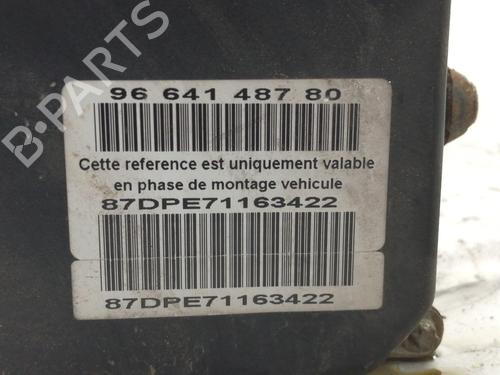 96 641 487 80
Cette reference est uniquement valable
en phase de montage vehicule
87DPE71163422
87DPE71163422
B-PARTS